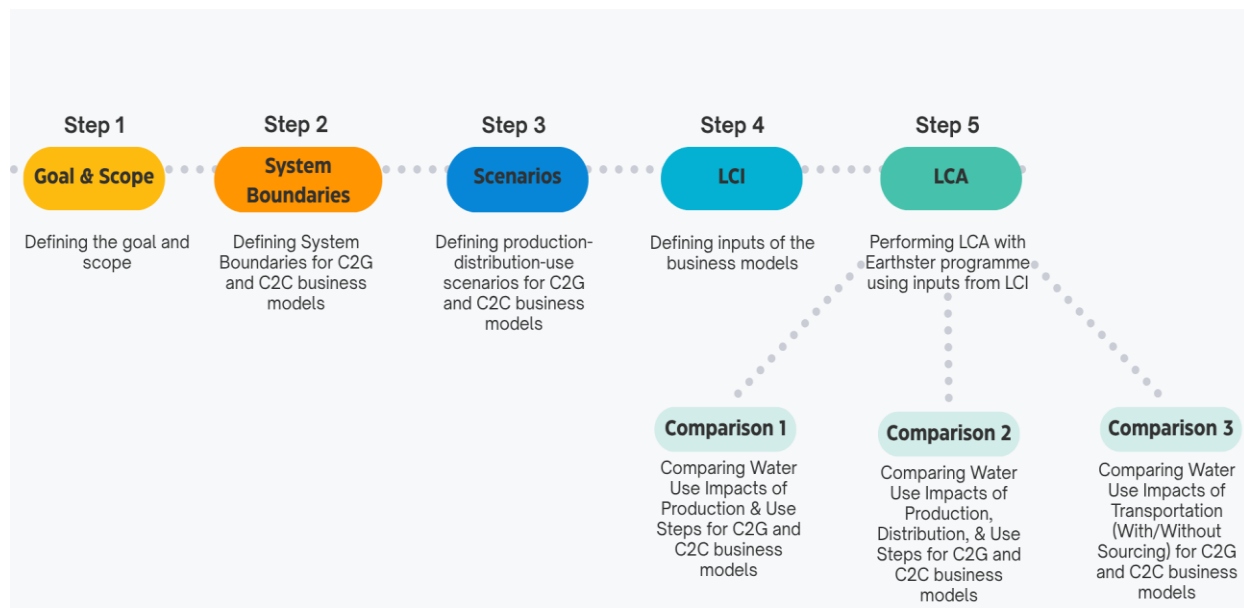 Step 1
Goal & Scope
Defining the goal and
scope
Step 2
System
Boundaries
Defining System
Boundaries for C2G
and C2C business
models
Step 3
Scenarios
Defining production-
distribution-use
scenarios for C2G
and C2C business
models
Step 4
LCI
Defining inputs of the
business models
Step 5
LCA
Performing LCA with
Earthster programme
using inputs from LCI
Comparison 1
Comparing Water
Use Impacts of
Production & Use
Steps for C2G and
C2C business
models
Comparison 2
Comparing Water
Use Impacts of
Production,
Distribution, & Use
Steps for C2G and
C2C business
models
Comparison 3
Comparing Water
Use Impacts of
Transportation
(With/Without
Sourcing) for C2G
and C2C business
models